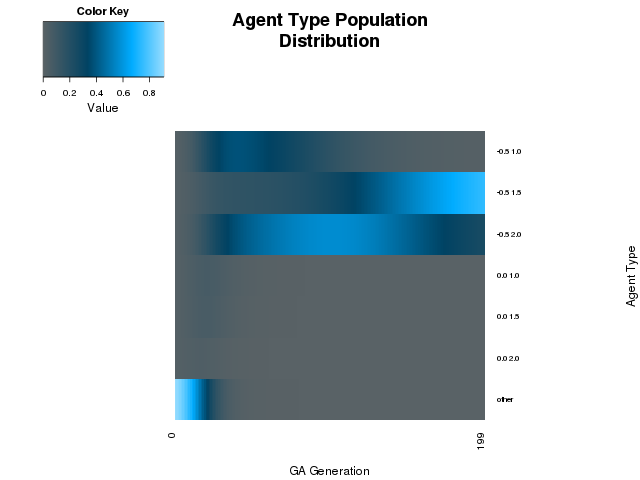 Color Key
0 0.2 0.4 0.6 0.8
Value
Agent Type Population
Distribution
-0.5 1.0
-0.5 1.5
-0.5 2.0
0.0 1.0
0.0 1.5
0.0 2.0
other
Agent Type
0 199
GA Generation